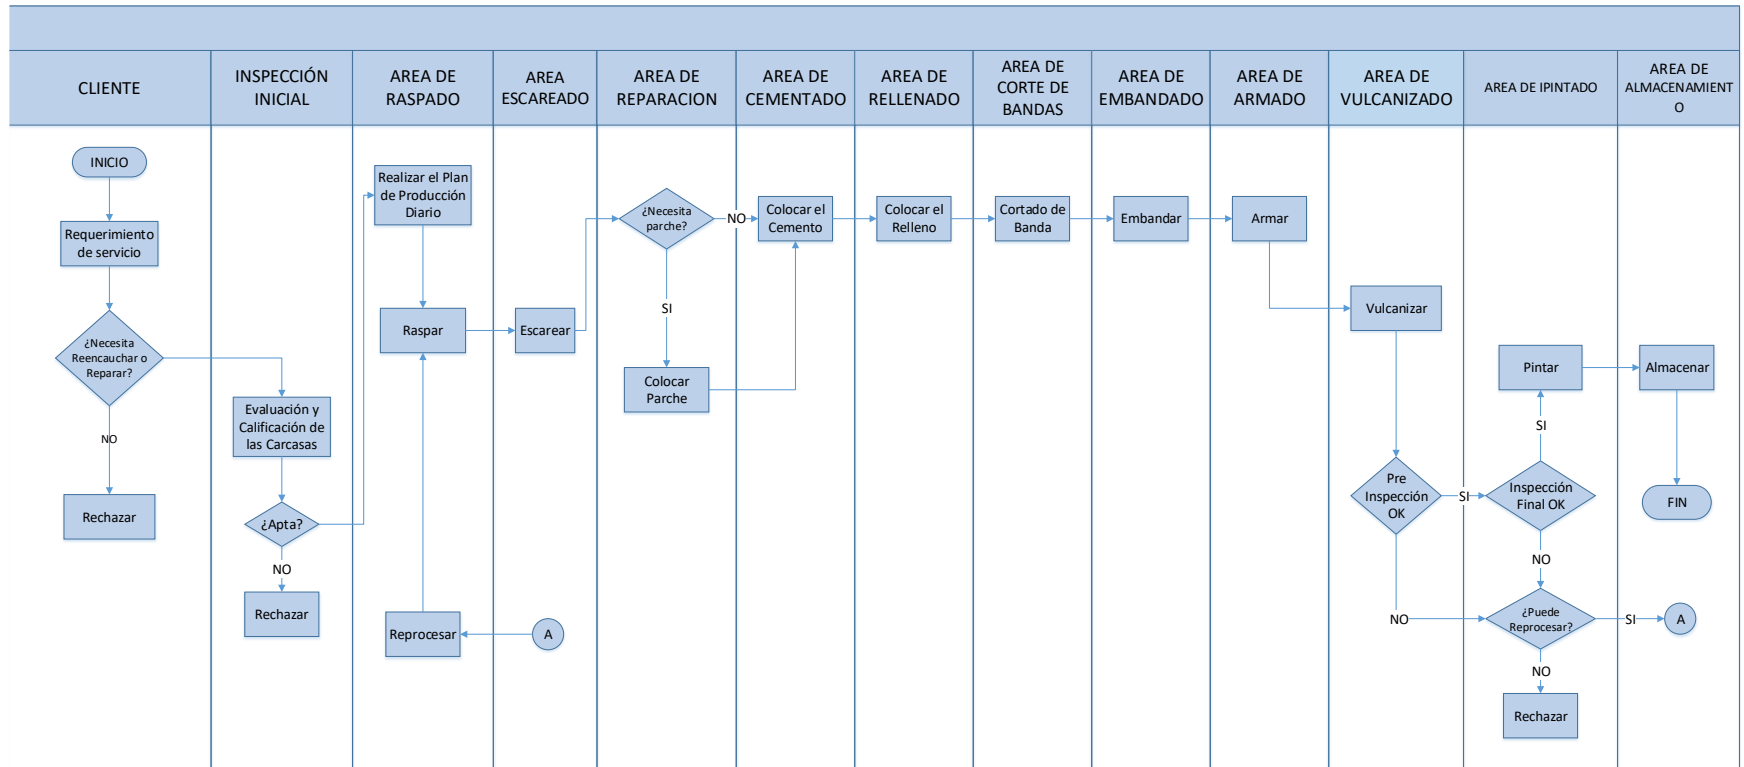 CLIENTE
INSPECCIÓN
INICIAL
AREA DE
RASPADO
AREA
ESCAREADO
AREA DE
REPARACION
AREA DE
CEMENTADO
AREA DE
RELLENADO
AREA DE
CORTE DE
BANDAS
AREA DE
EMBANDADO
AREA DE
ARMADO
AREA DE
VULCANIZADO
AREA DE IPINTADO
AREA DE
ALMACENAMIENT
O
INICIO
Requerimiento
de servicio
¿Necesita
Reencauchar o
Reparar?
NO
Rechazar
Evaluación y
Calificación de
las Carcasas
¿Apta?
NO
Rechazar
Realizar el Plan
de Producción
Diario
Raspar
Reprocesar
Escarear
A
¿Necesita
parche?
NO
SI
Colocar
Parche
Colocar el
Cemento
Colocar el
Relleno
Cortado de
Banda
Embandar
Armar
Vulcanizar
Pre
Inspección
OK
SI
NO
Pintar
SI
Inspección
Final OK
NO
¿Puede
Reprocesar?
SI
NO
Rechazar
Almacenar
FIN
A